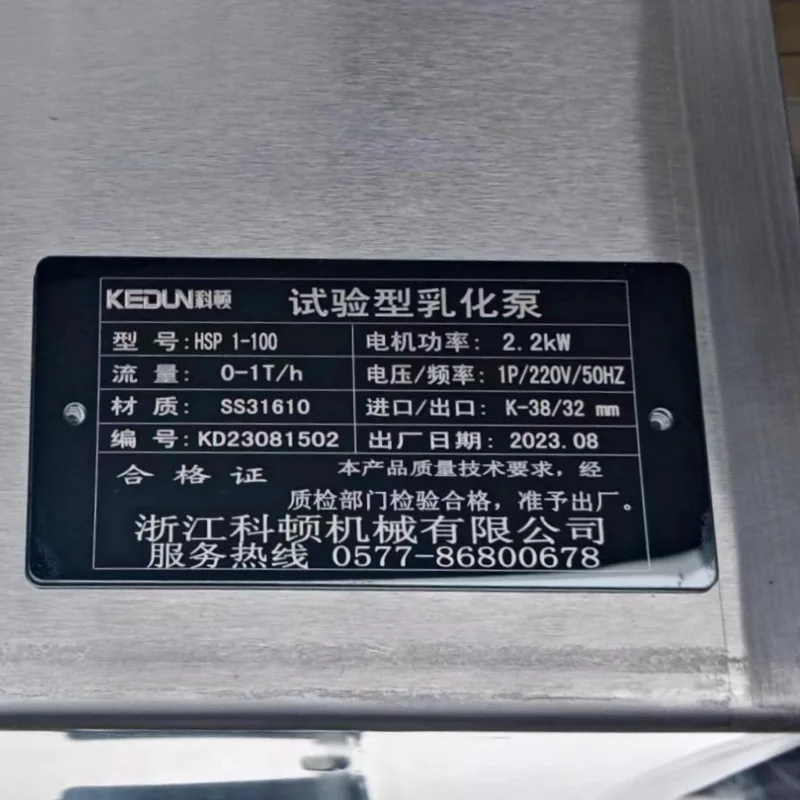 KEDUN科顿 试验型乳化泵
型号:HSP 1-100 电机功率: 2.2kW
流量: 0-1T/h 电压/频率: 1P/220V/50HZ
材质: SS31610 进口/出口: K-38/32 mm
编号:KD23081502 出厂日期: 2023.08
合格证 本产品质量技术要求,经
质检部门检验合格,准予出厂。
浙江科顿机械有限公司
服务热线 0577-86800678